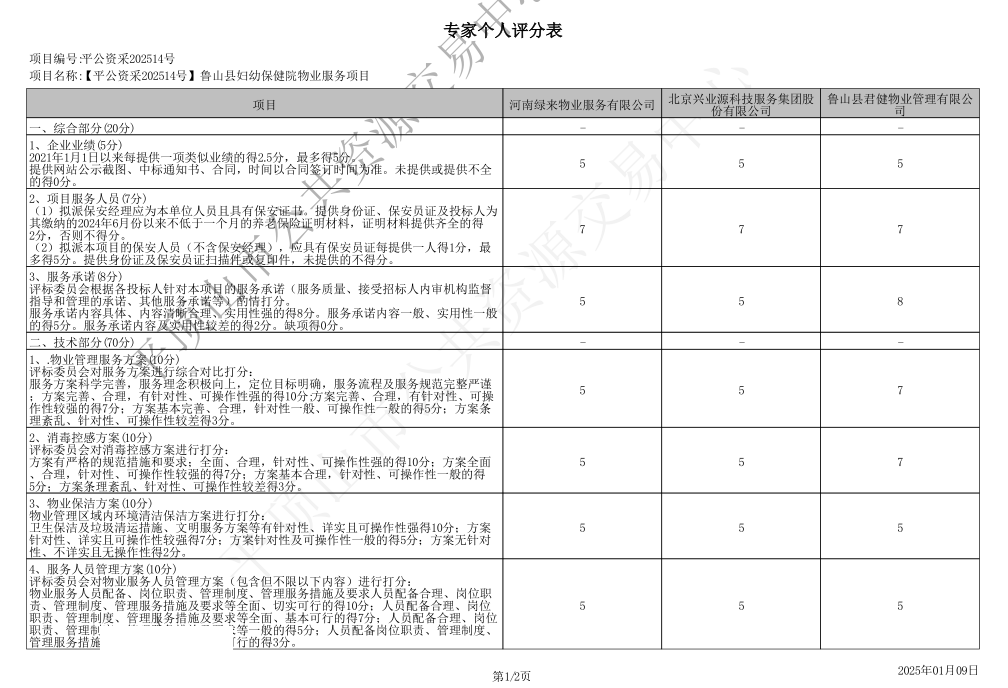 专家个人评分表
项目编号:平公资采202514号
项目名称:【平公资采202514号】鲁山县妇幼保健院物业服务项目
项目 河南绿来物业服务有限公司 北京兴业源科技服务集团股份有限公司 鲁山县君健物业管理有限公司
一、综合部分(20分) － － －
1、企业业绩(5分)
2021年1月1日以来每提供一项类似业绩的得2.5分，最多得5分。
提供网站公示截图、中标通知书、合同，时间以合同签订时间为准。未提供或提供不全
的得0分。
5 5 5
2、项目服务人员(7分)
（1）拟派保安经理应为本单位人员且具有保安证书。提供身份证、保安员证及投标人为
其缴纳的2024年6月份以来不低于一个月的养老保险证明材料，证明材料提供齐全的得
2分，否则不得分。
（2）拟派本项目的保安人员（不含保安经理），应具有保安员证每提供一人得1分，最
多得5分。提供身份证及保安员证扫描件或复印件，未提供的不得分。
7 7 7
3、服务承诺(8分)
评标委员会根据各投标人针对本项目的服务承诺（服务质量、接受招标人内审机构监督
指导和管理的承诺、其他服务承诺等）酌情打分。
服务承诺内容具体、内容清晰合理、实用性强的得8分。服务承诺内容一般、实用性一般
的得5分。服务承诺内容及实用性较差的得2分。缺项得0分。
5 5 8
二、技术部分(70分) － － －
1、.物业管理服务方案(10分)
评标委员会对服务方案进行综合对比打分：
服务方案科学完善，服务理念积极向上，定位目标明确，服务流程及服务规范完整严谨
；方案完善、合理，有针对性、可操作性强的得10分;方案完善、合理，有针对性、可操
作性较强的得7分；方案基本完善、合理，针对性一般、可操作性一般的得5分；方案条
理紊乱、针对性、可操作性较差得3分。
5 5 7
2、消毒控感方案(10分)
评标委员会对消毒控感方案进行打分：
方案有严格的规范措施和要求；全面、合理，针对性、可操作性强的得10分；方案全面
、合理，针对性、可操作性较强的得7分；方案基本合理，针对性、可操作性一般的得
5分；方案条理紊乱、针对性、可操作性较差得3分。
5 5 7
3、物业保洁方案(10分)
物业管理区域内环境清洁保洁方案进行打分：
卫生保洁及垃圾清运措施、文明服务方案等有针对性、详实且可操作性强得10分；方案
针对性、详实且可操作性较强得7分；方案针对性及可操作性一般的得5分；方案无针对
性、不详实且无操作性得2分。
5 5 5
4、服务人员管理方案(10分)
评标委员会对物业服务人员管理方案（包含但不限以下内容）进行打分：
物业服务人员配备、岗位职责、管理制度、管理服务措施及要求人员配备合理、岗位职
责、管理制度、管理服务措施及要求等全面、切实可行的得10分；人员配备合理、岗位
职责、管理制度、管理服务措施及要求等全面、基本可行的得7分；人员配备合理、岗位
职责、管理制 等一般的得5分；人员配备岗位职责、管理制度、
管理服务措施 可行的得3分。
5 5 5
第1/2页
2025年01月09日
平顶山市公共资源交易中心
平顶山市公共资源交易中心